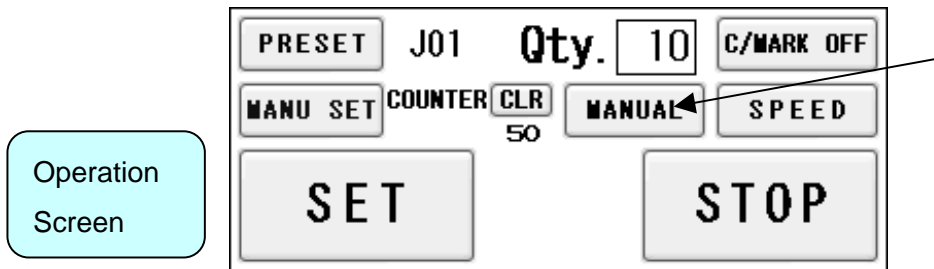 PRESET J01 Qty. 10 C/MARK OFF
MANU SET COUNTER CLR MANUAL SPEED
50
Operation
Screen
SET STOP